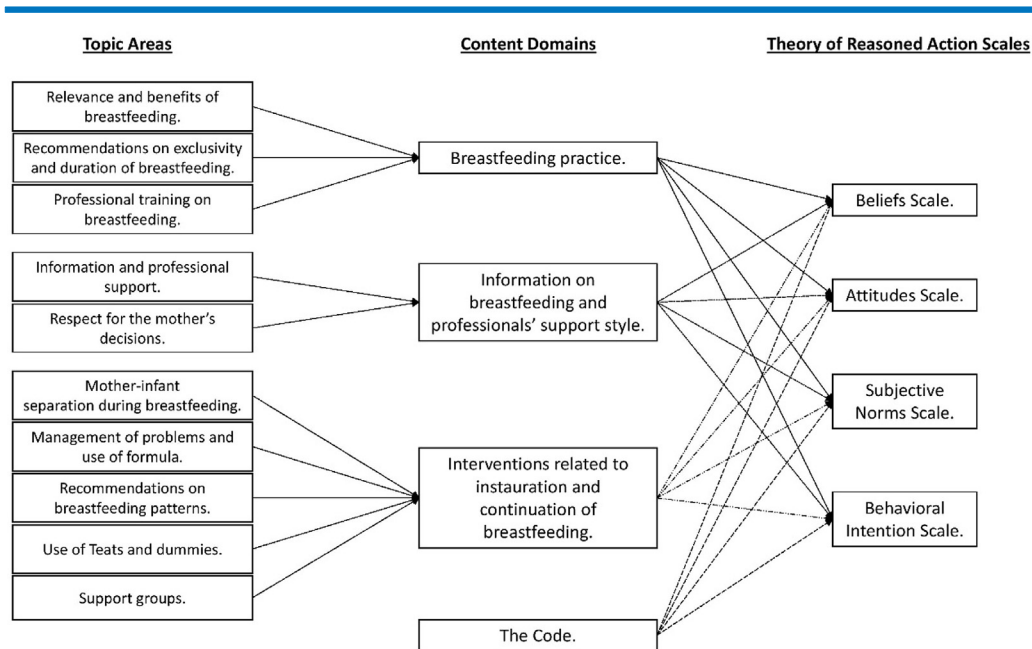 Topic Areas
Content Domains
Theory of Reasoned Action Scales
Relevance and benefits of
breastfeeding.
Recommendations on exclusivity
and duration of breastfeeding.
Professional training on
breastfeeding.
Information and professional
support.
Respect for the mother's
decisions.
Mother-infant
separation during breastfeeding.
Management of problems and
use of formula.
Recommendations on
breastfeeding patterns.
Use of Teats and dummies.
Support groups.
Breastfeeding practice.
Information on
breastfeeding and
professionals' support style.
Interventions related to
instauration and
continuation of
breastfeeding.
The Code.
Beliefs Scale.
Attitudes Scale.
Subjective
Norms Scale.
Behavioral
Intention Scale.